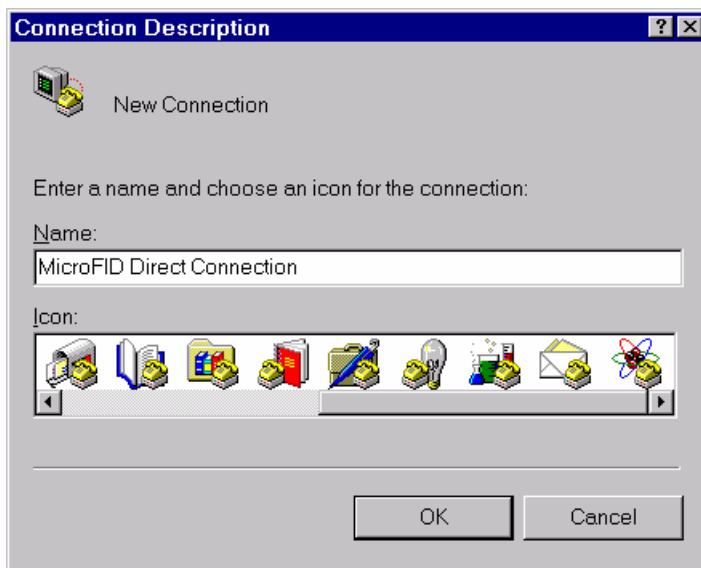 Connection Description
New Connection
Enter a name and choose an icon for the connection:
Name:
MicroFID Direct Connection
Icon:
OK Cancel